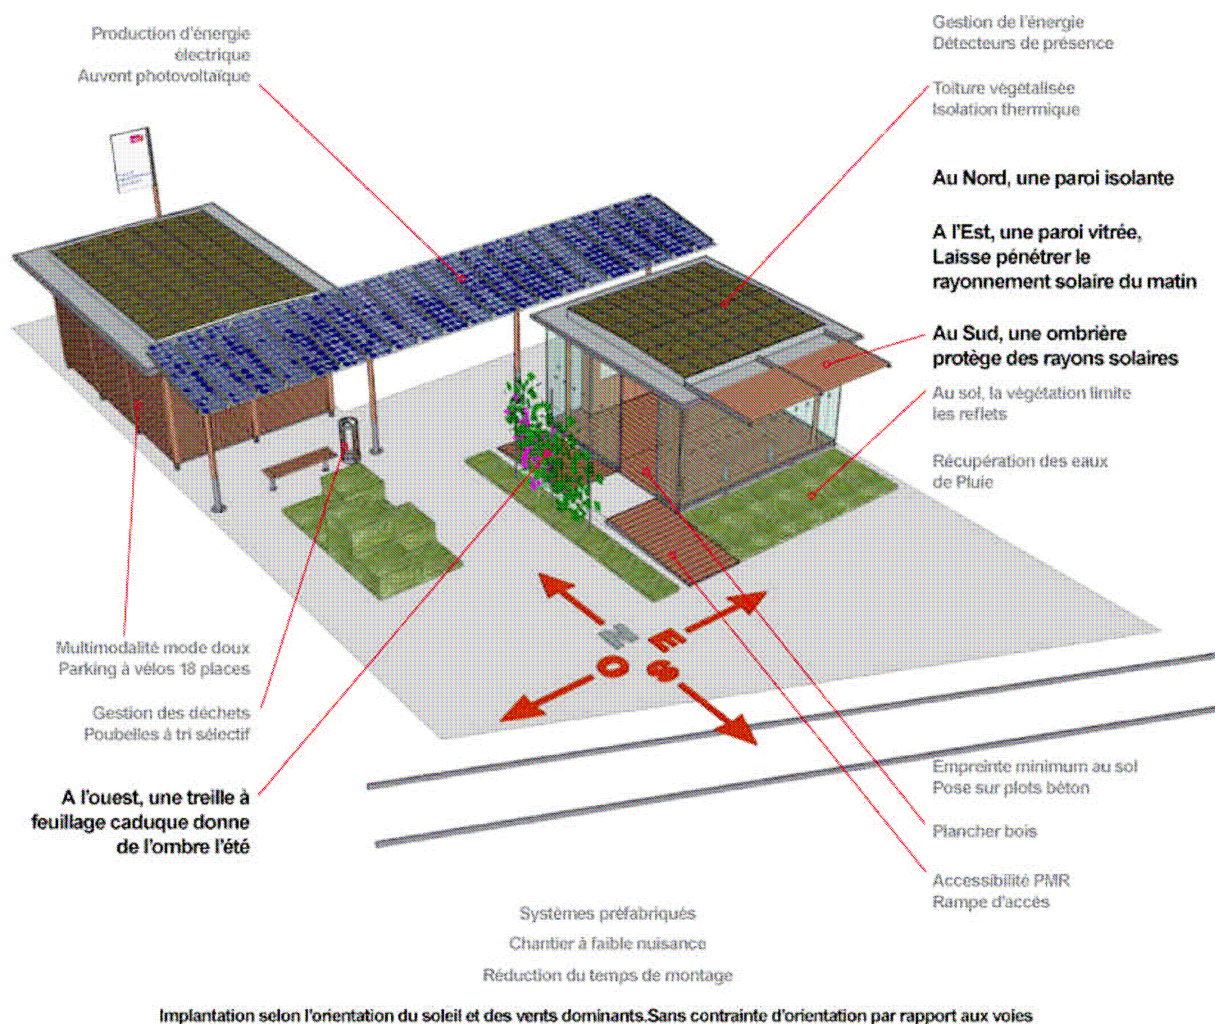 Production d'énergie
électrique
Auvent photovoltaïque
Gestion de l'énergie
Détecteurs de présence
Toiture végétalisée
Isolation thermique
Au Nord, une paroi isolante
A l'Est, une paroi vitrée,
Laisse pénétrer le
rayonnement solaire du matin
Au Sud, une ombrière
protège des rayons solaires
Au sol, la végétation limite
les reflets
Récupération des eaux
de Pluie
N
E
O
S
Multimodalité mode doux
Parking à vélos 18 places
Gestion des déchets
Poubelles à tri sélectif
A l'ouest, une treille à
feuillage caduque donne
de l'ombre l'été
Empreinte minimum au sol
Pose sur plots béton
Plancher bois
Accessibilité PMR
Rampe d'accés
Systèmes préfabriqués
Chantier à faible nuisance
Réduction du temps de montage
Implantation selon l'orientation du soleil et des vents dominants.Sans contrainte d'orientation par rapport aux voies